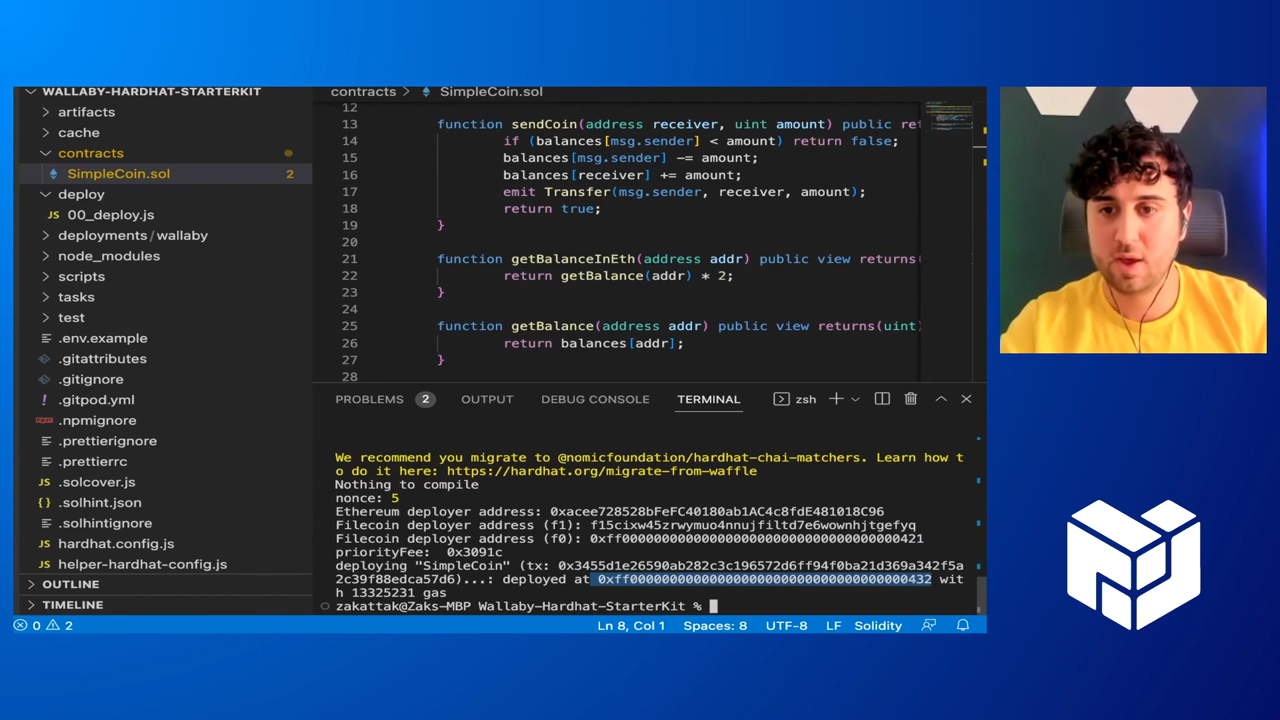 WALLABY-HARDHAT-STARTERKIT
artifacts
cache
contracts
SimpleCoin.sol 2
deploy
JS 00_deploy.js
deployments/wallaby
node_modules
scripts
tasks
test
.env.example
.gitattributes
.gitignore
.gitpod.yml
.npmignore
.prettierignore
.prettierrc
JS .solcover.js
{} .solhint.json
.solhintignore
JS hardhat.config.js
JS helper-hardhat-config.js
OUTLINE
TIMELINE
contracts > SimpleCoin.sol
12
13 function sendCoin(address receiver, uint amount) public ret
14 if (balances[msg.sender] < amount) return false;
15 balances[msg.sender] -= amount;
16 balances[receiver] += amount;
17 emit Transfer(msg.sender, receiver, amount);
18 return true;
19 }
20
21 function getBalanceInEth(address addr) public view returns(
22 return getBalance(addr) * 2;
23 }
24
25 function getBalance(address addr) public view returns(uint)
26 return balances[addr];
27 }
28
PROBLEMS 2 OUTPUT DEBUG CONSOLE TERMINAL zsh
We recommend you migrate to @nomicfoundation/hardhat-chai-matchers. Learn how t
o do it here: https://hardhat.org/migrate-from-waffle
Nothing to compile
nonce: 5
Ethereum deployer address: 0xacee728528bFeFC40180ab1AC4c8fdE481018C96
Filecoin deployer address (f1): f15cixw45zrwymuo4nnujfiltd7e6wownhjtgefyq
Filecoin deployer address (f0): 0xff00000000000000000000000000000000000421
priorityFee: 0x3091c
deploying "SimpleCoin" (tx: 0x3455d1e26590ab282c3c196572d6ff94f0ba21d369a342f5a
2c39f88edca57d6)...: deployed at 0xff00000000000000000000000000000000000432 wit
h 13325231 gas
zakattak@Zaks-MBP Wallaby-Hardhat-StarterKit %
0 2 Ln 8, Col 1 Spaces: 8 UTF-8 LF Solidity